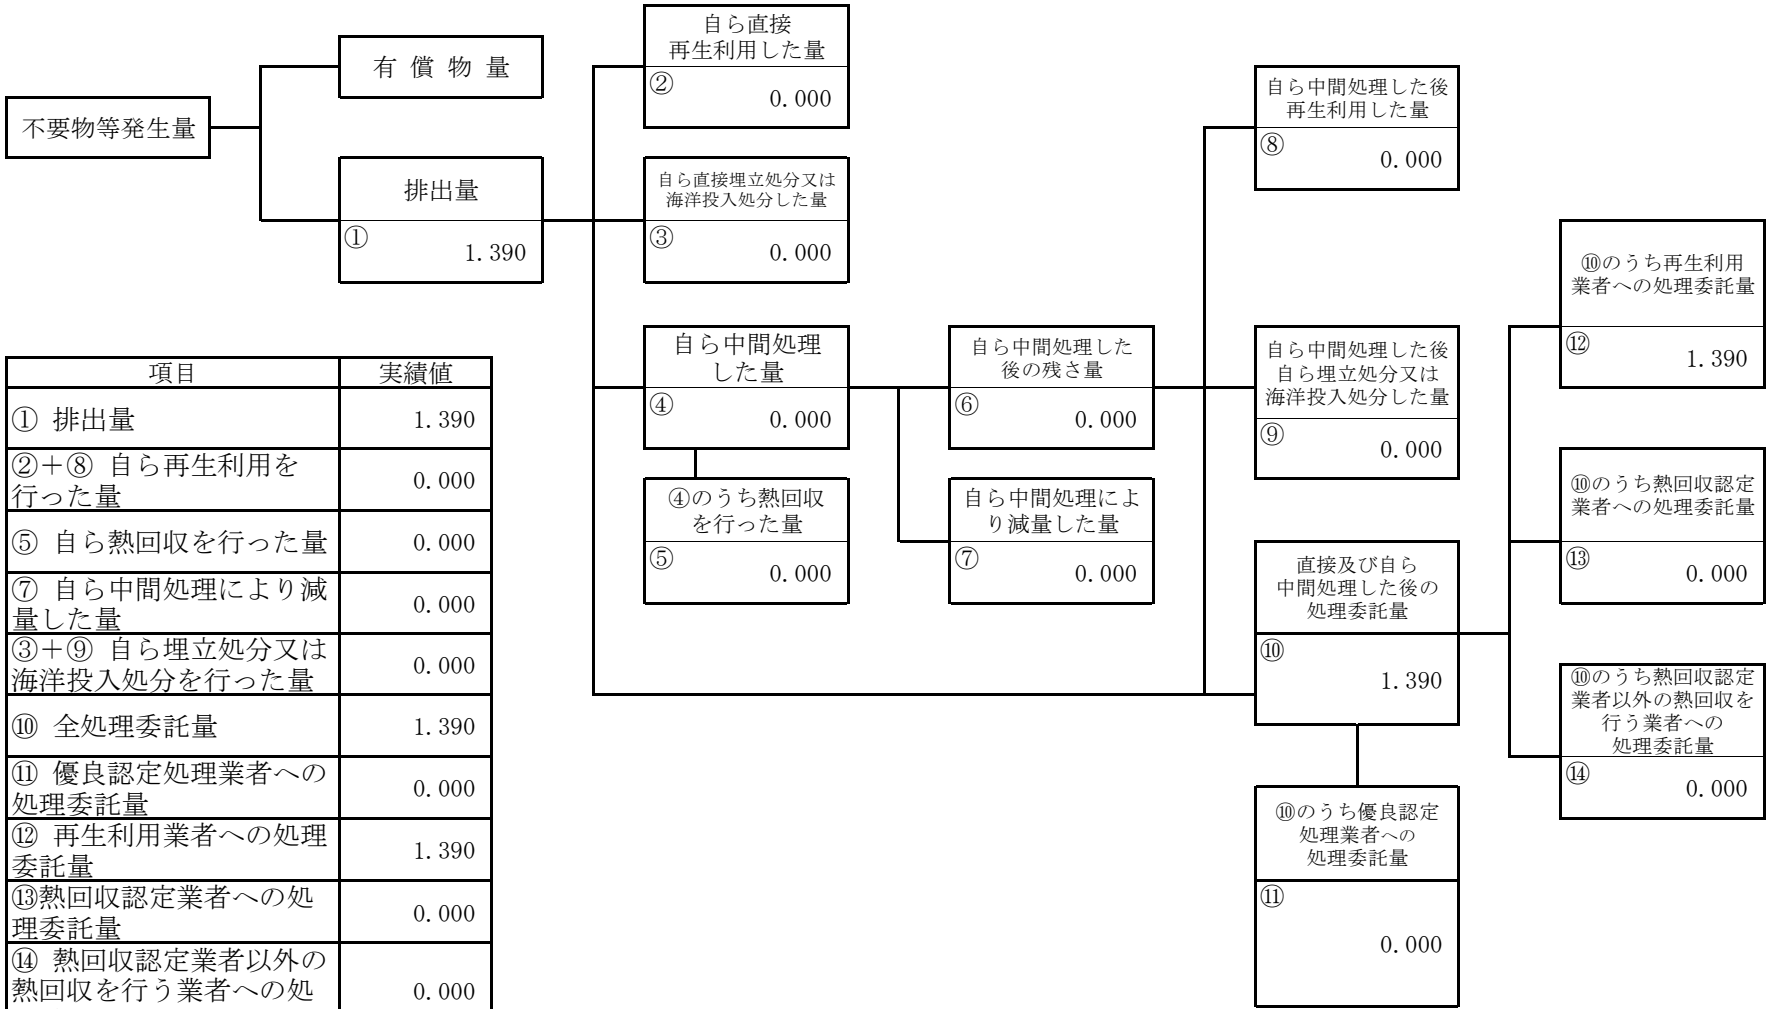 不要物等発生量
有 償 物 量
排出量
①
1.390
自ら直接
再生利用した量
②
0.000
自ら直接埋立処分又は
海洋投入処分した量
③
0.000
自ら中間処理
した量
④
0.000
④のうち熱回収
を行った量
⑤
0.000
自ら中間処理した
後の残さ量
⑥
0.000
自ら中間処理によ
り減量した量
⑦
0.000
自ら中間処理した後
再生利用した量
⑧
0.000
自ら中間処理した後
自ら埋立処分又は
海洋投入処分した量
⑨
0.000
直接及び自ら
中間処理した後の
処理委託量
⑩
1.390
⑩のうち優良認定
処理業者への
処理委託量
⑪
0.000
⑩のうち再生利用
業者への処理委託量
⑫
1.390
⑩のうち熱回収認定
業者への処理委託量
⑬
0.000
⑩のうち熱回収認定
業者以外の熱回収を
行う業者への
処理委託量
⑭
0.000
項目 実績値
① 排出量 1.390
②＋⑧ 自ら再生利用を
行った量 0.000
⑤ 自ら熱回収を行った量 0.000
⑦ 自ら中間処理により減
量した量 0.000
③＋⑨ 自ら埋立処分又は
海洋投入処分を行った量 0.000
⑩ 全処理委託量 1.390
⑪ 優良認定処理業者への
処理委託量 0.000
⑫ 再生利用業者への処理
委託量 1.390
⑬熱回収認定業者への処
理委託量 0.000
⑭ 熱回収認定業者以外の
熱回収を行う業者への処 0.000